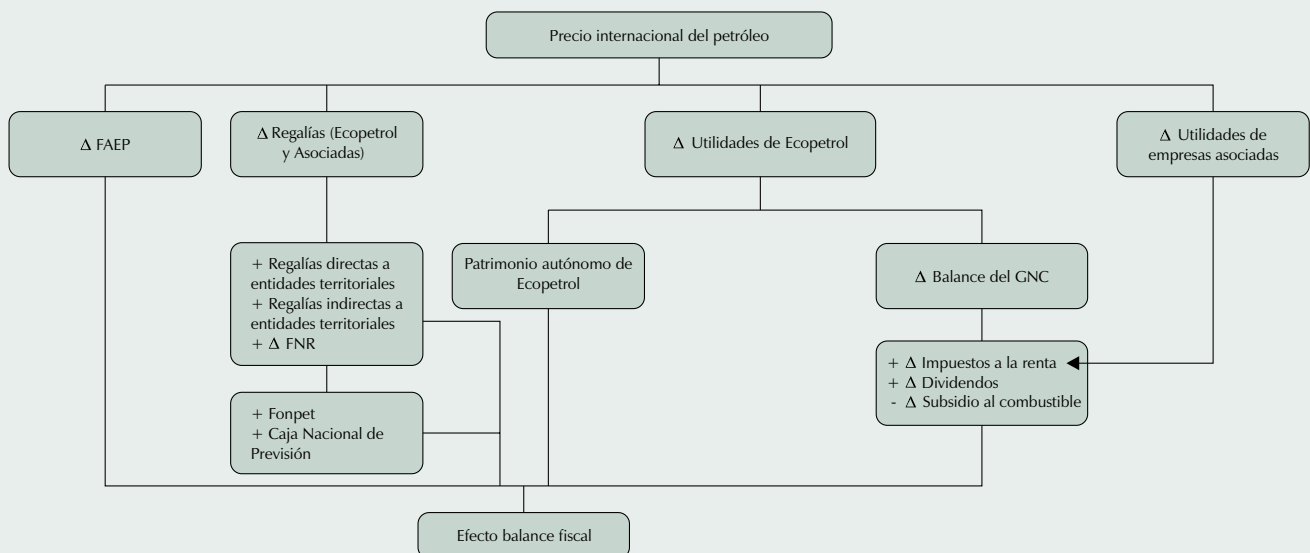 Precio internacional del petróleo
Δ FAEP
Δ Regalías (Ecopetrol
y Asociadas)
Δ Utilidades de Ecopetrol
Δ Utilidades de
empresas asociadas
+ Regalías directas a
entidades territoriales
+ Regalías indirectas a
entidades territoriales
+ Δ FNR
Patrimonio autónomo de
Ecopetrol
Δ Balance del GNC
+ Δ Impuestos a la renta
+ Δ Dividendos
- Δ Subsidio al combustible
+ Fonpet
+ Caja Nacional de
Previsión
Efecto balance fiscal